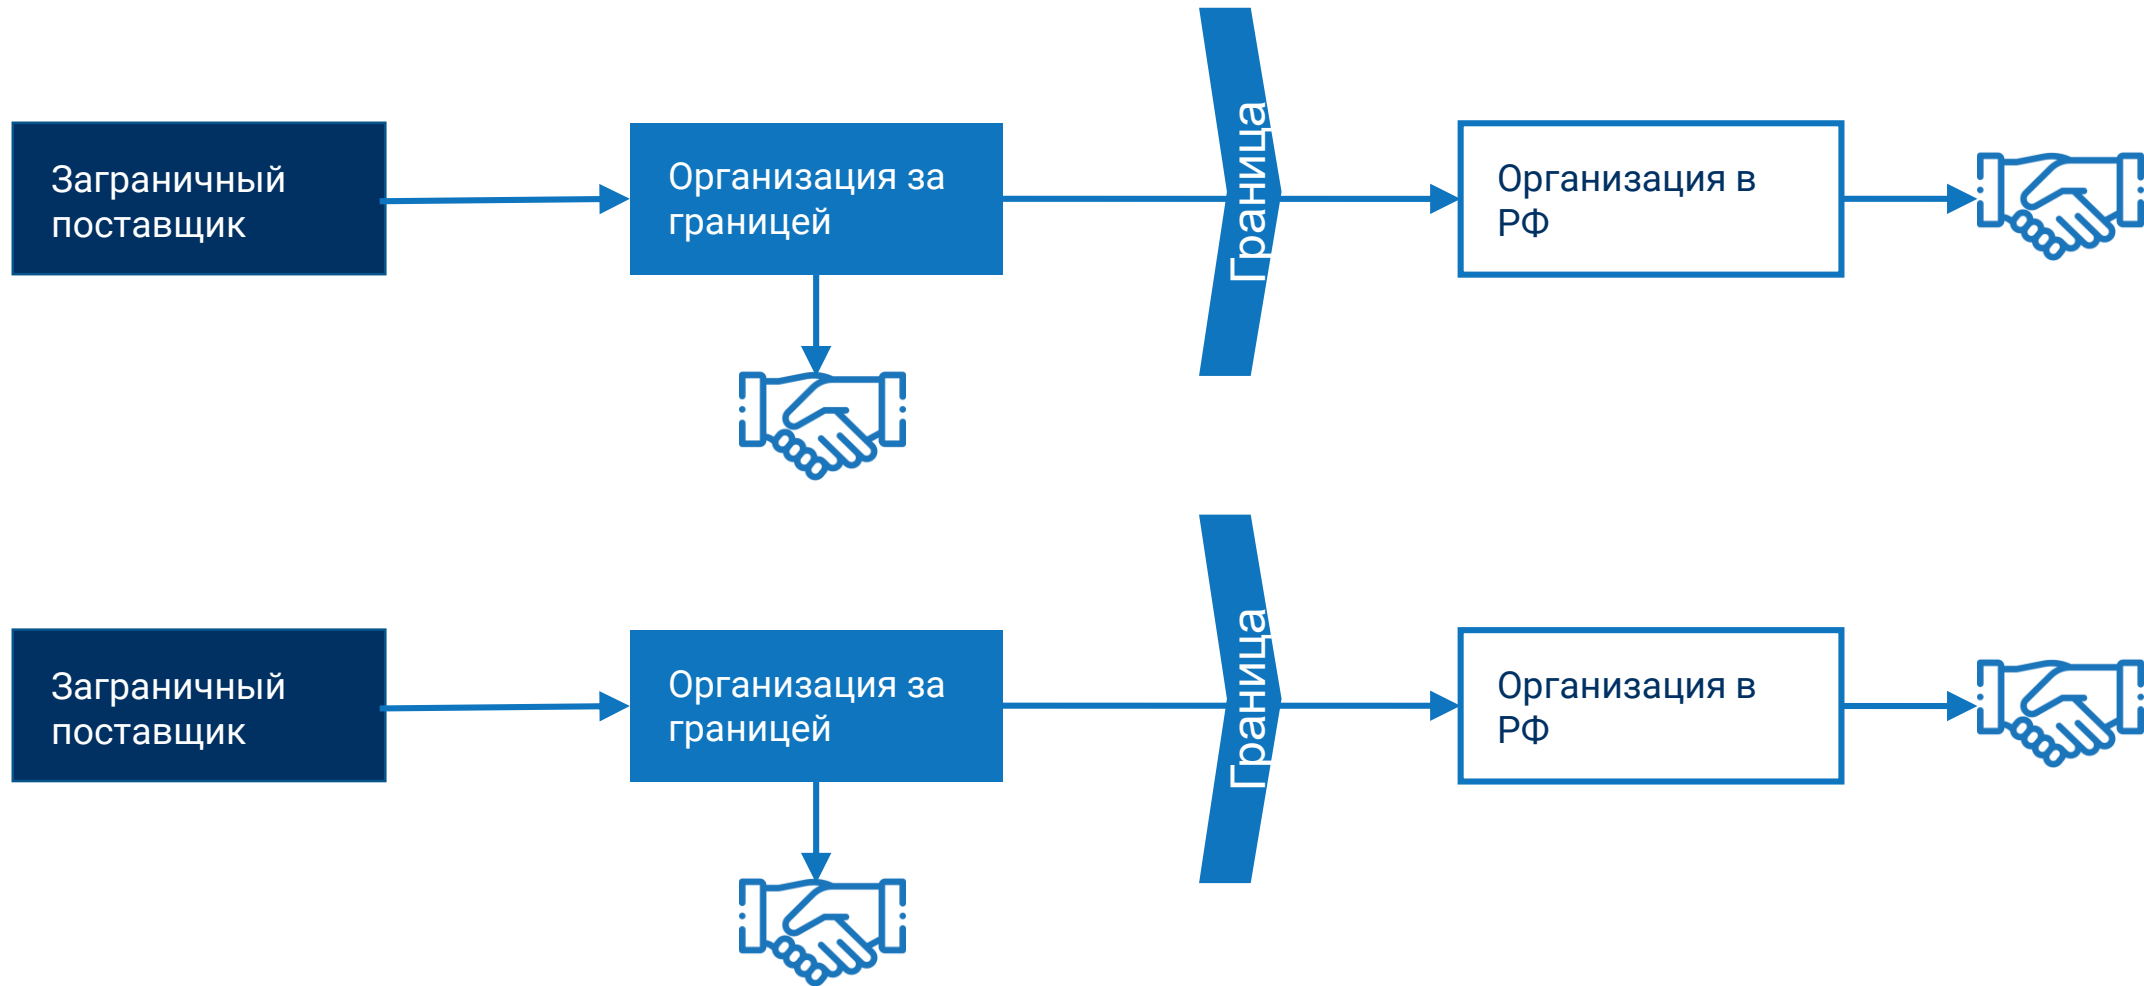 Заграничный
поставщик
Организация за
границей
Граница
Организация в
РФ
Заграничный
поставщик
Организация за
границей
Граница
Организация в
РФ